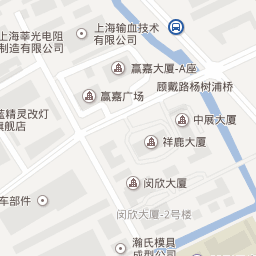 上海莘光电阻
制造有限公司
上海输血技术
有限公司
赢嘉大厦-A座
顾戴路杨树浦桥
赢嘉广场
蓝精灵改灯
旗舰店
中展大厦
祥鹿大厦
闵欣大厦
车部件
闵欣大厦-2号楼
瀚氏模具
成型公司